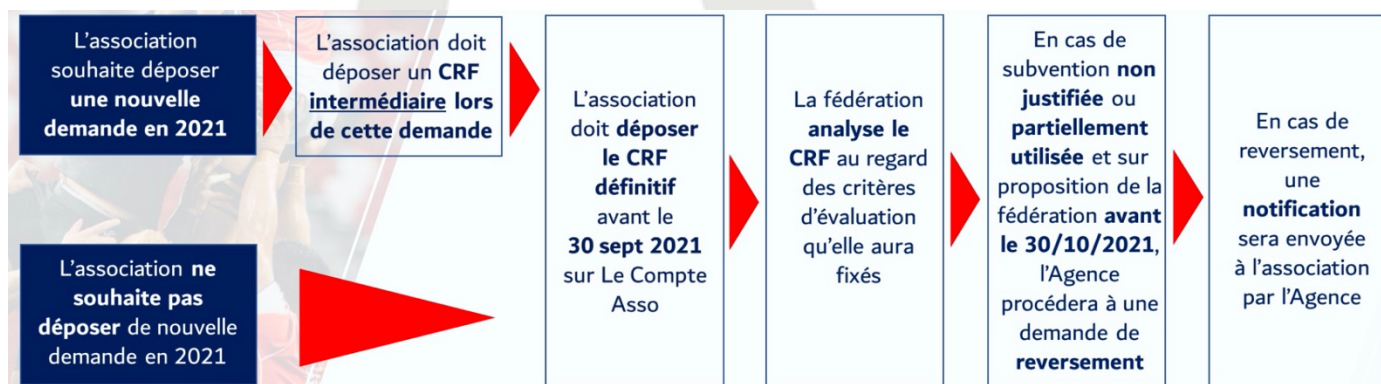 L’association
souhaite déposer
une nouvelle
demande en 2021
L’association doit
déposer un CRF
intermédiaire lors
de cette demande
L’association ne
souhaite pas
déposer de nouvelle
demande en 2021
L’association
doit déposer
le CRF
définitif
avant le
30 sept 2021
sur Le Compte
Asso
La fédération
analyse le
CRF au regard
des critères
d’évaluation
qu’elle aura
fixés
En cas de
subvention non
justifiée ou
partiellement
utilisée et sur
proposition de la
fédération avant
le 30/10/2021,
l’Agence
procédera à une
demande de
reversement
En cas de
reversement,
une
notification
sera envoyée
à l’association
par l’Agence